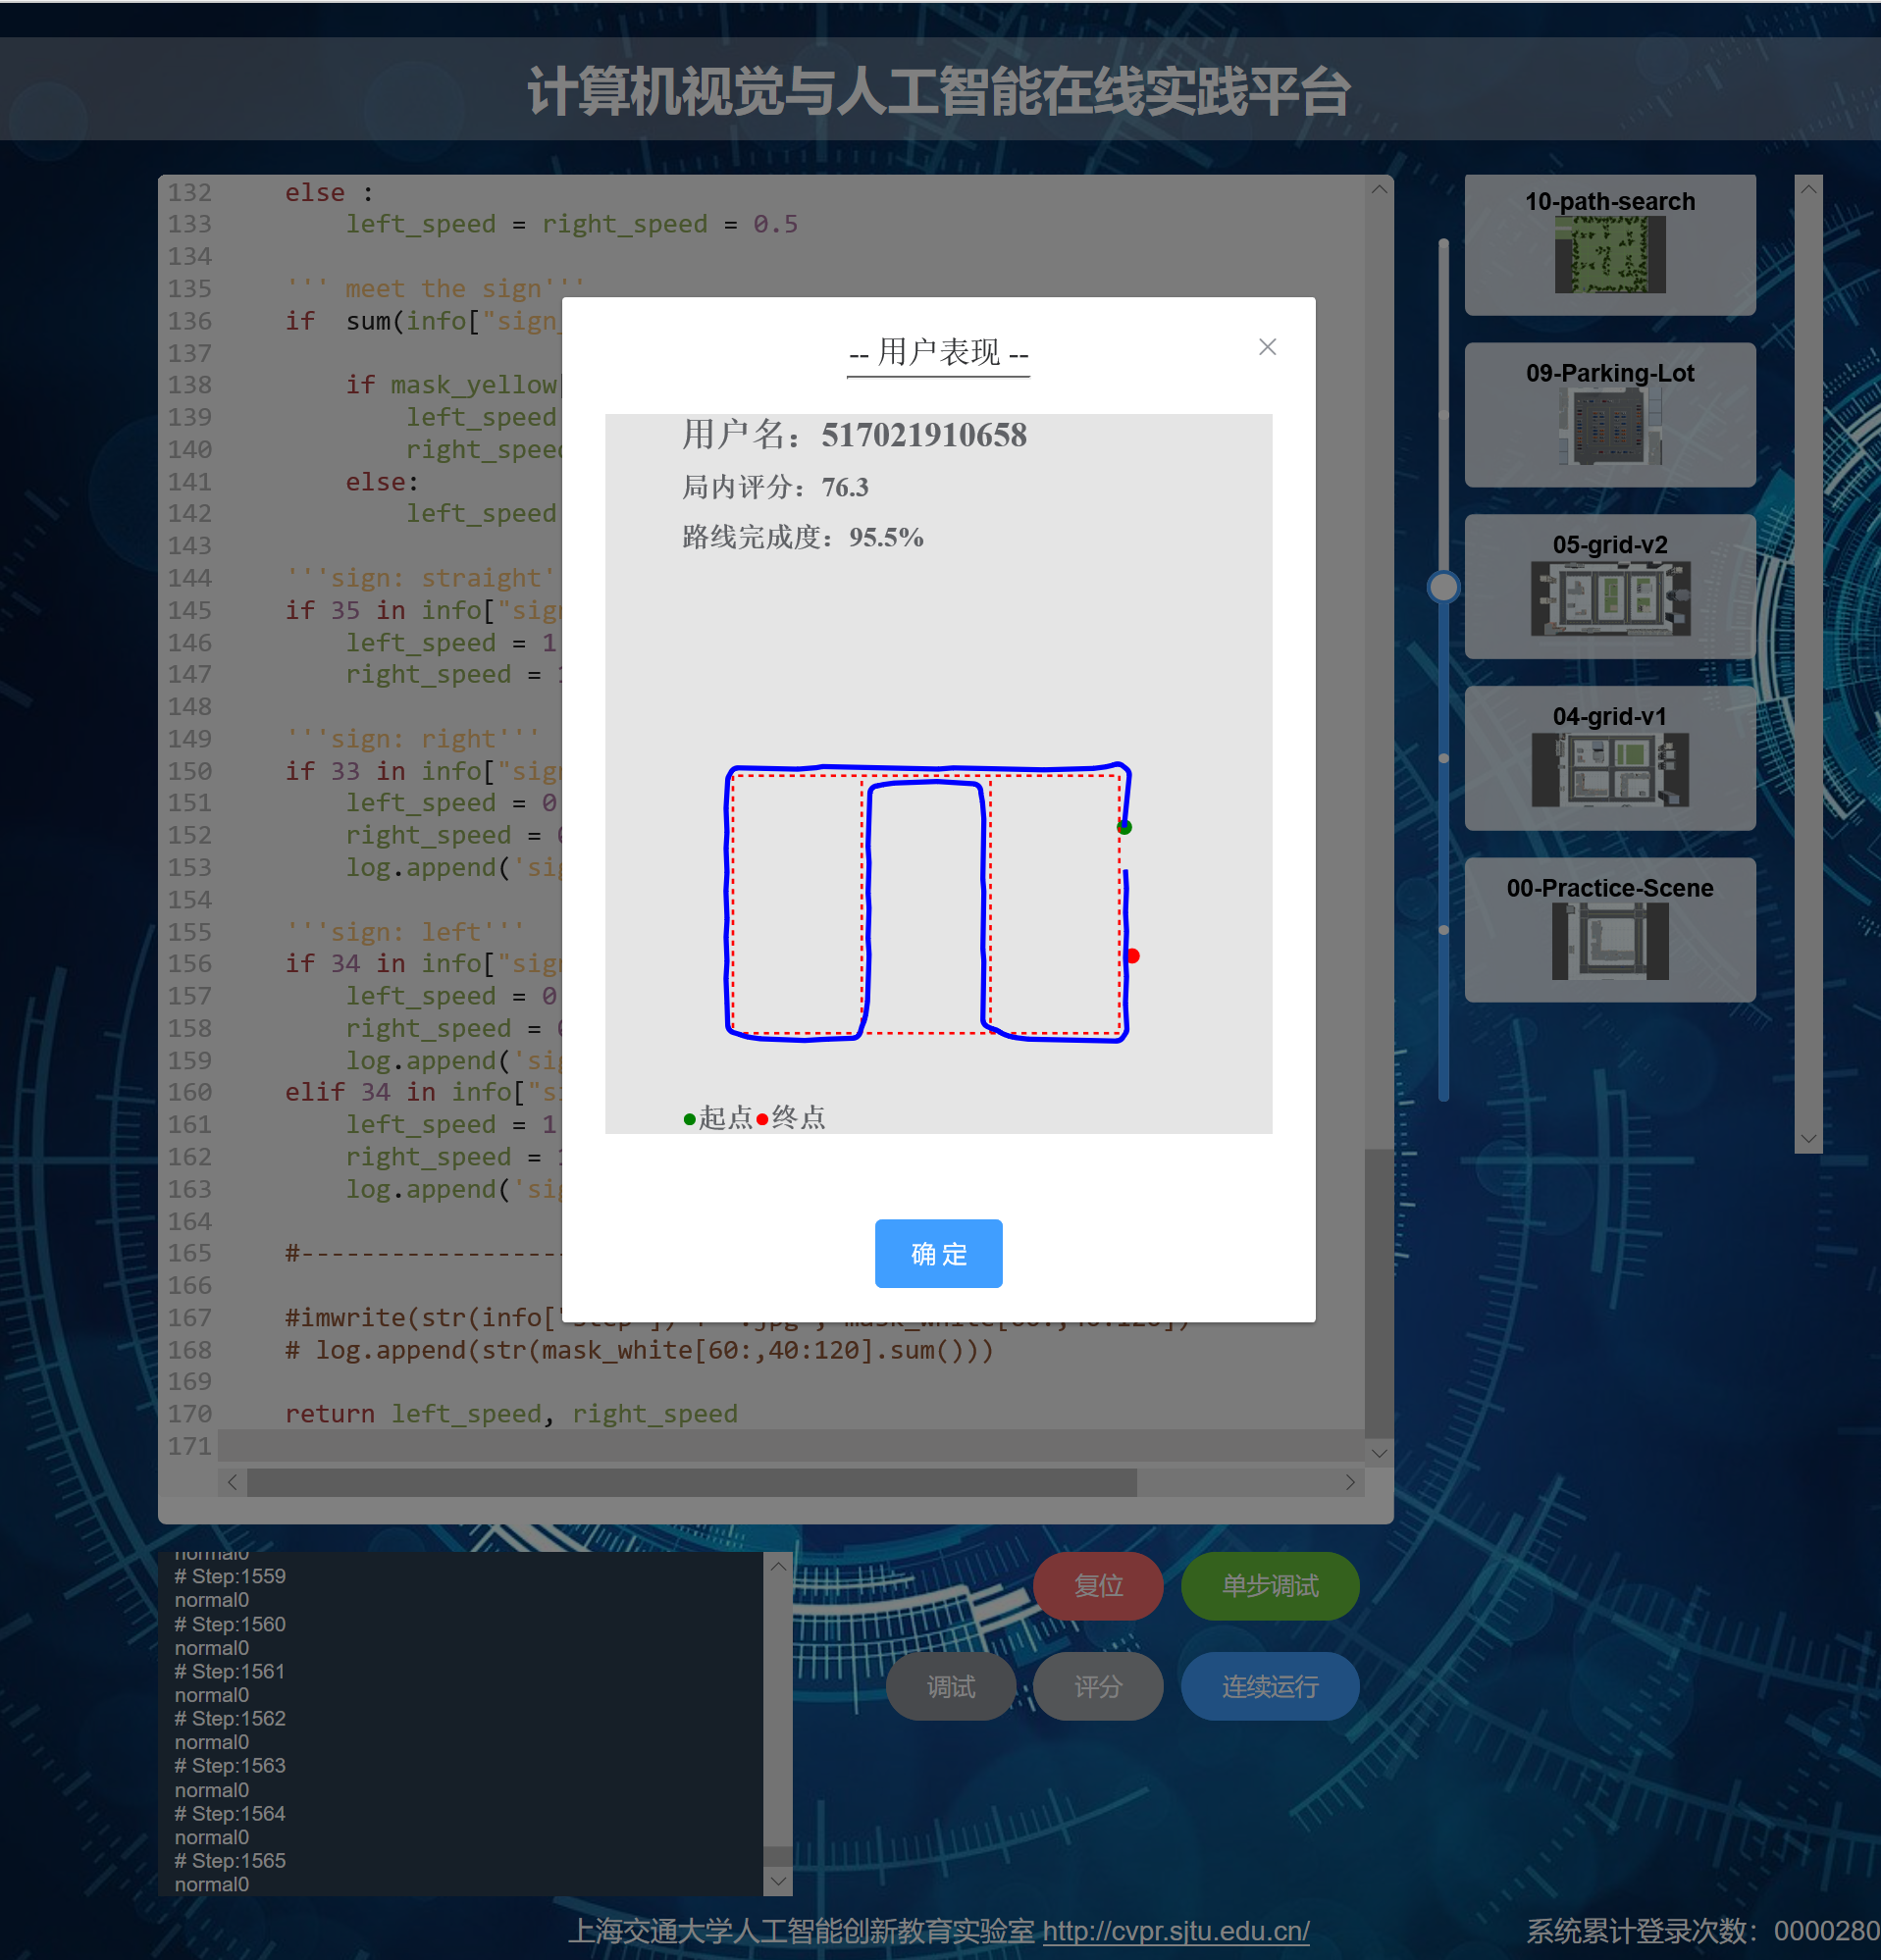 计算机视觉与人工智能在线实践平台
132 else :
133 left_speed = right_speed = 0.5
134
135 ''' meet the sign'''
136 if sum(info["sign_
137
138 if mask_yellow
139 left_speed
140 right_speed
141 else:
142 left_speed
143
144 '''sign: straight'
145 if 35 in info["sign
146 left_speed = 1
147 right_speed =
148
149 '''sign: right'''
150 if 33 in info["sign
151 left_speed = 0
152 right_speed =
153 log.append('sig
154
155 '''sign: left'''
156 if 34 in info["sign
157 left_speed = 0
158 right_speed =
159 log.append('sig
160 elif 34 in info["si
161 left_speed = 1
162 right_speed =
163 log.append('sig
164
165 #------------------
166
167 #imwrite(str(info["step"])
168 # log.append(str(mask_white[60:,40:120].sum()))
169
170 return left_speed, right_speed
171
-- 用户表现 --
用户名：517021910658
局内评分：76.3
路线完成度：95.5%
起点 终点
确 定
10-path-search
09-Parking-Lot
05-grid-v2
04-grid-v1
00-Practice-Scene
normal0
# Step:1559
normal0
# Step:1560
normal0
# Step:1561
normal0
# Step:1562
normal0
# Step:1563
normal0
# Step:1564
normal0
# Step:1565
normal0
复位 单步调试
调试 评分 连续运行
上海交通大学人工智能创新教育实验室 http://cvpr.sjtu.edu.cn/
系统累计登录次数：0000280